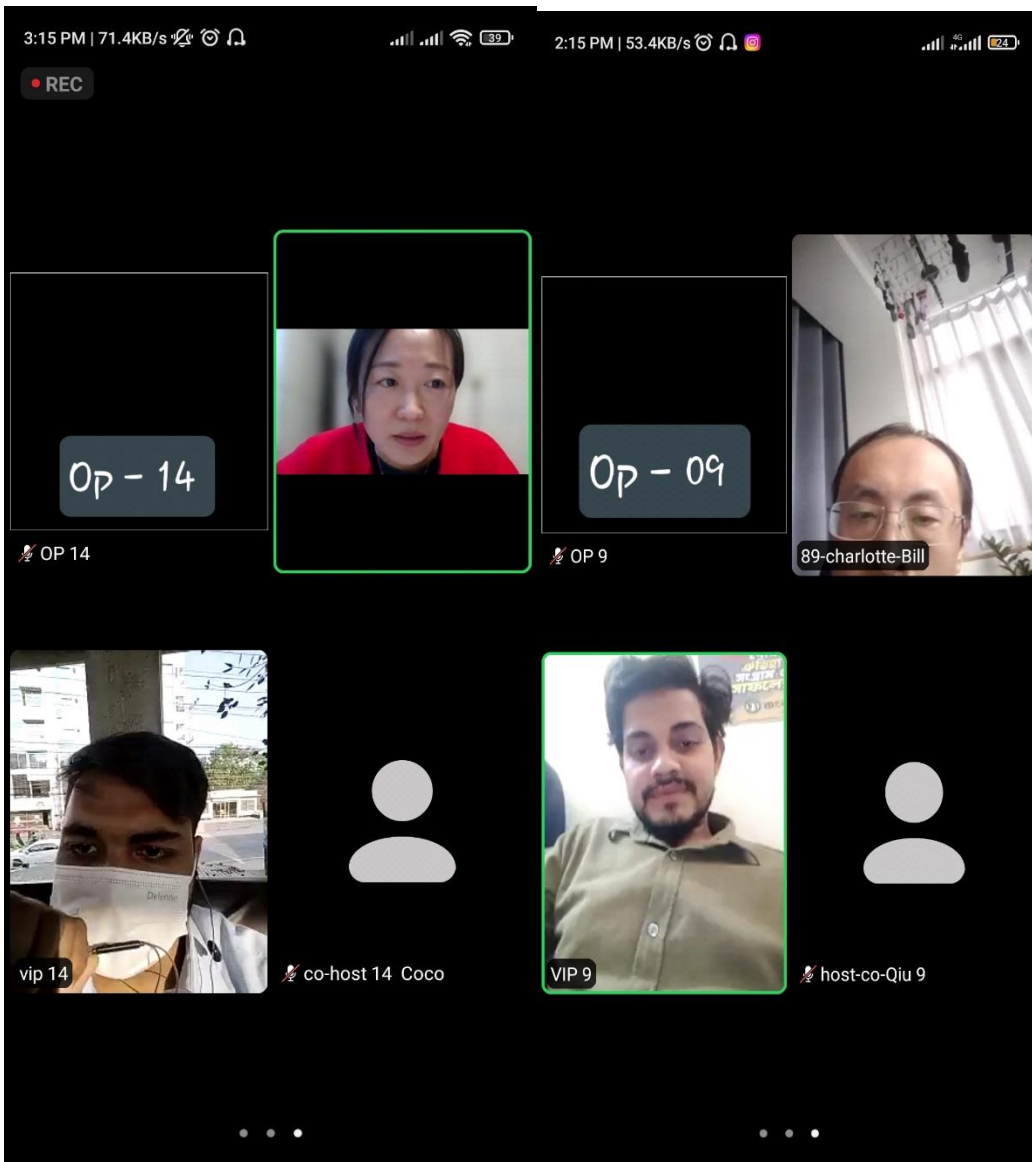 3:15 PM | 71.4KB/s
39
REC
Op - 14
OP 14
vip 14
co-host 14 Coco
2:15 PM | 53.4KB/s
4G
24
Op - 09
OP 9
89-charlotte-Bill
VIP 9
host-co-Qiu 9